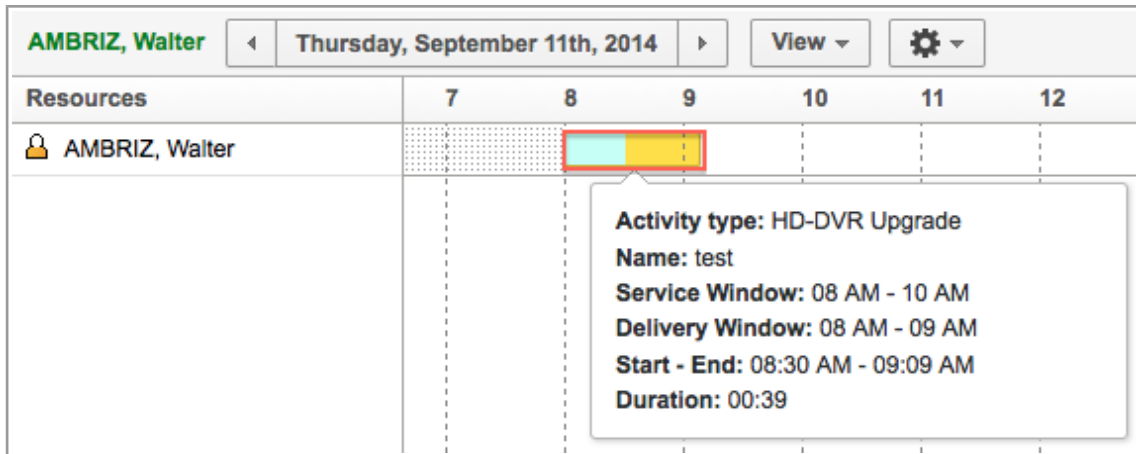 AMBRIZ, Walter Thursday, September 11th, 2014 View
Resources 7 8 9 10 11 12
AMBRIZ, Walter
Activity type: HD-DVR Upgrade
Name: test
Service Window: 08 AM - 10 AM
Delivery Window: 08 AM - 09 AM
Start - End: 08:30 AM - 09:09 AM
Duration: 00:39